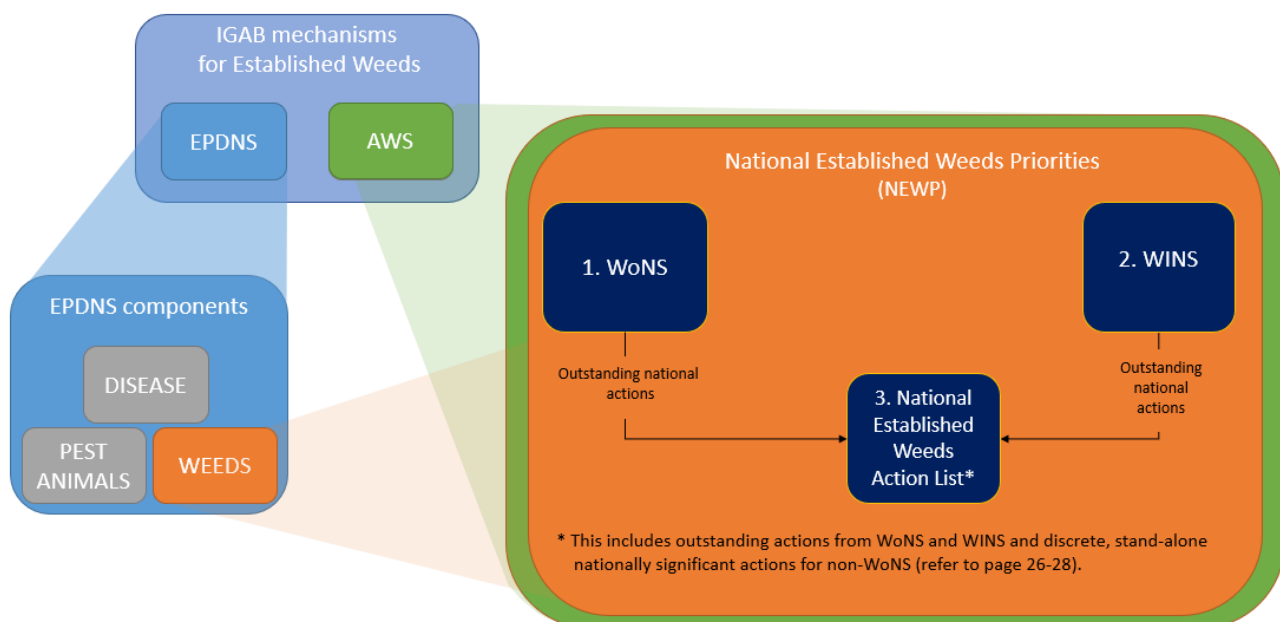 IGAB mechanisms
for Established Weeds
EPDNS
AWS
EPDNS components
DISEASE
PEST
ANIMALS
WEEDS
National Established Weeds Priorities
(NEWP)
1. WoNS
2. WINS
Outstanding national
actions
Outstanding
national
actions
3. National
Established
Weeds
Action List*
* This includes outstanding actions from WoNS and WINS and discrete, stand-alone
nationally significant actions for non-WoNS (refer to page 26-28).